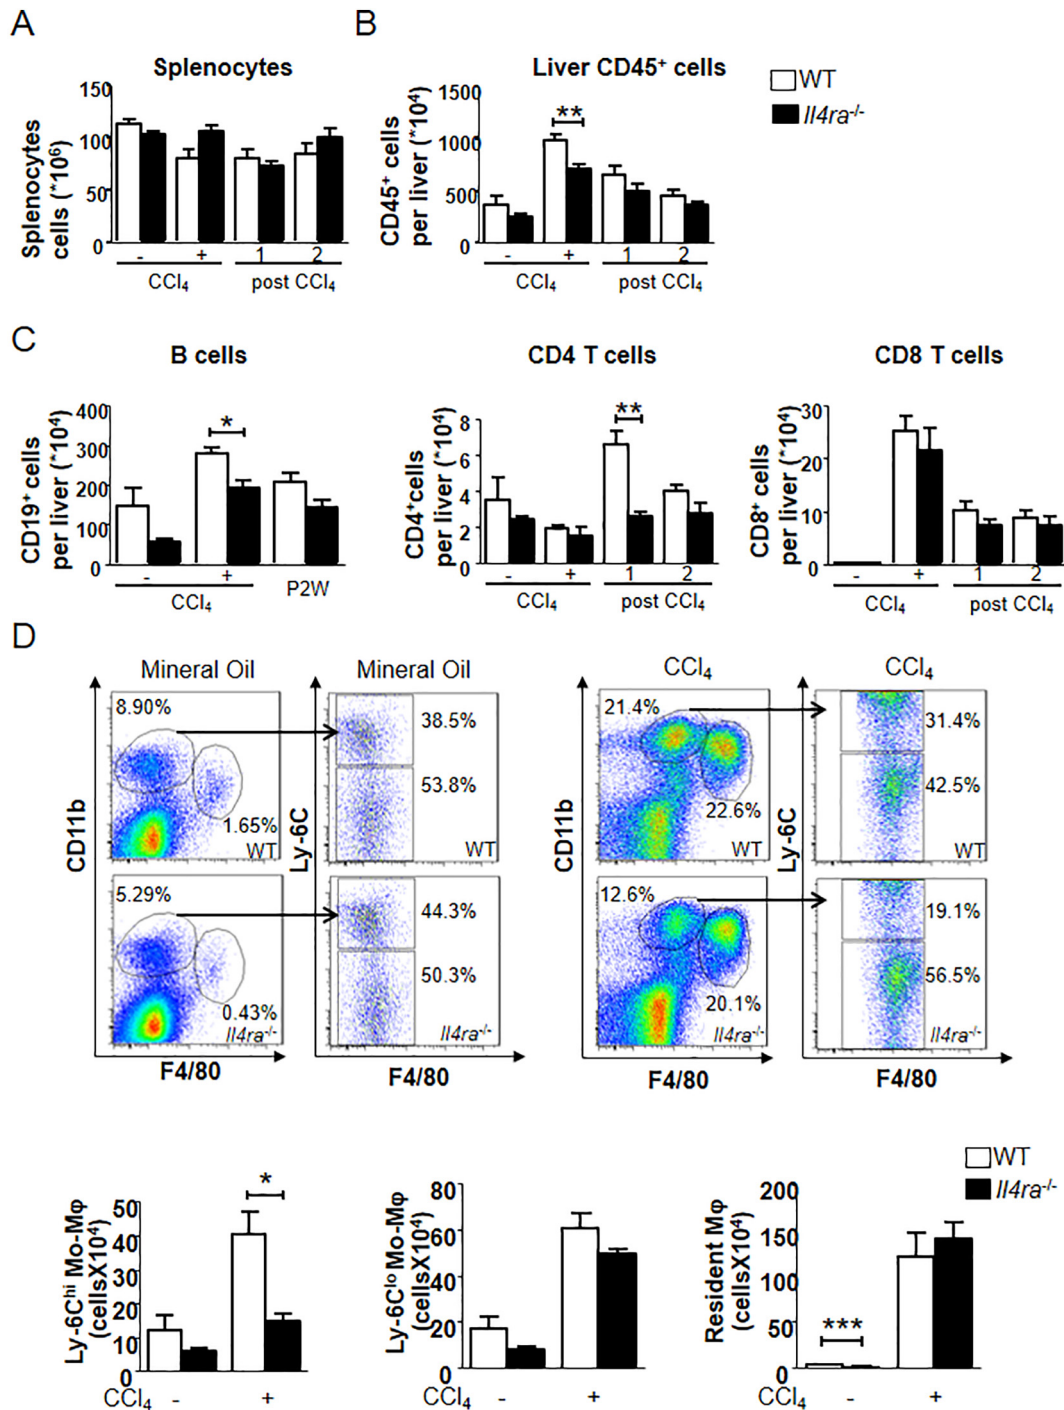 A
B
Splenocytes
Liver CD45⁺ cells
WT
Il4ra⁻/⁻
Splenocytes
cells (*10⁶)
150
100
50
0
- + 1 2
CCl₄ post CCl₄
CD45⁺ cells
per liver (*10⁴)
1500
1000
500
0
**
- + 1 2
CCl₄ post CCl₄
C
B cells
CD4 T cells
CD8 T cells
CD19⁺ cells
per liver (*10⁴)
400
300
200
100
0
*
- + P2W
CCl₄
CD4⁺cells
per liver (*10⁴)
8
6
4
2
0
**
- + 1 2
CCl₄ post CCl₄
CD8⁺ cells
per liver (*10⁴)
30
20
10
0
- + 1 2
CCl₄ post CCl₄
D
Mineral Oil
Mineral Oil
CCl₄
CCl₄
CD11b
8.90%
1.65%
WT
Ly-6C
38.5%
53.8%
WT
5.29%
0.43%
Il4ra⁻/⁻
44.3%
50.3%
Il4ra⁻/⁻
F4/80
F4/80
CD11b
21.4%
22.6%
WT
Ly-6C
31.4%
42.5%
WT
12.6%
20.1%
Il4ra⁻/⁻
19.1%
56.5%
Il4ra⁻/⁻
F4/80
F4/80
WT
Il4ra⁻/⁻
Ly-6Cʰⁱ Mo-Mφ
(cellsX10⁴)
50
40
30
20
10
0
*
CCl₄ - +
Ly-6Cˡᵒ Mo-Mφ
(cellsX10⁴)
80
60
40
20
0
CCl₄ - +
Resident Mφ
(cellsX10⁴)
200
150
100
50
0
***
CCl₄ - +